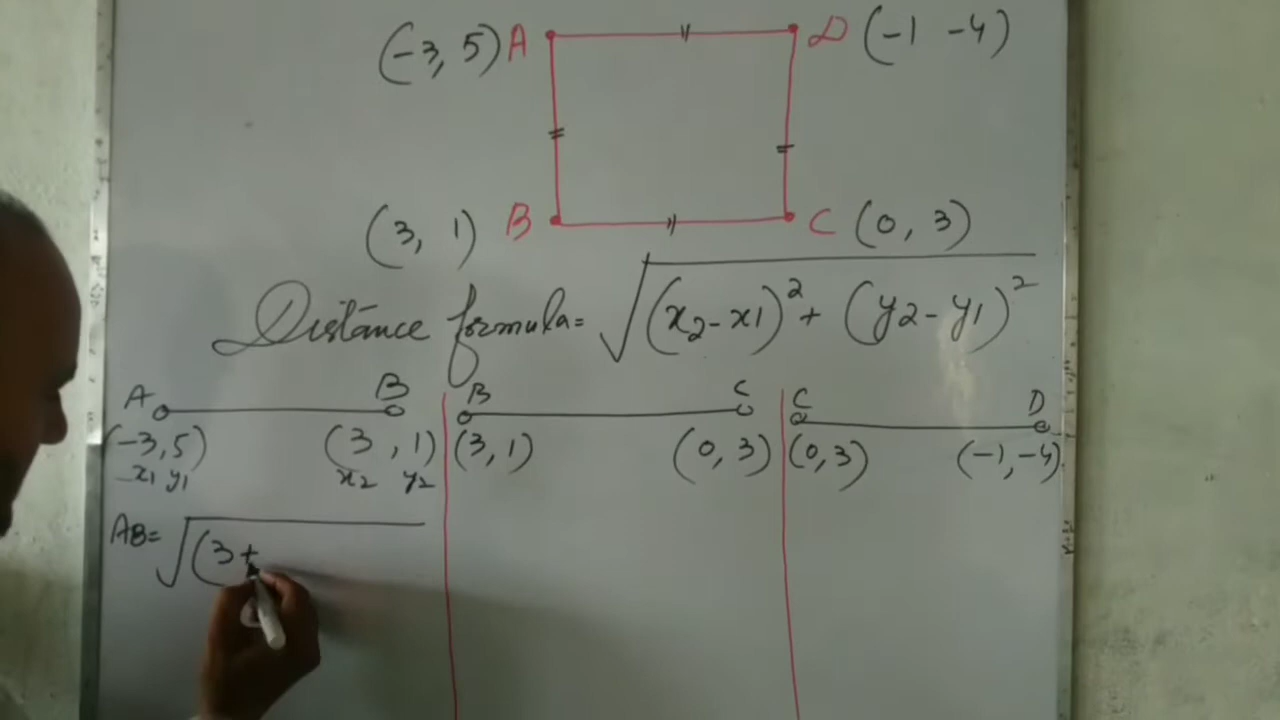 (-3, 5) A D (-1 -4)
(3, 1) B C (0, 3)
Distance formula = √(x2-x1)² + (y2-y1)²
A B B C C D
(-3,5) (3 ,1) (3,1) (0,3) (0,3) (-1,-4)
x1 y1 x2 y2
AB= √(3+